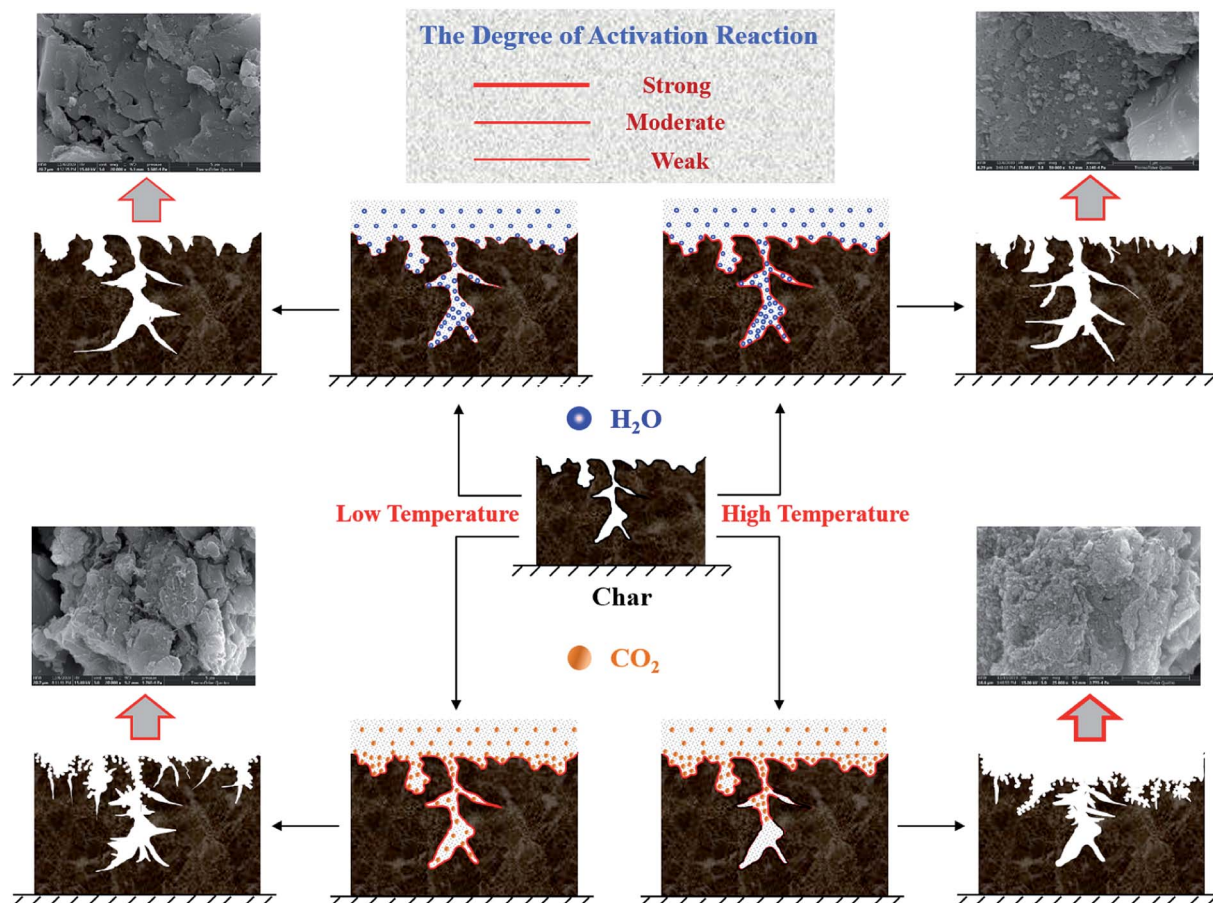 The Degree of Activation Reaction
Strong
Moderate
Weak
H₂O
Low Temperature
High Temperature
Char
CO₂